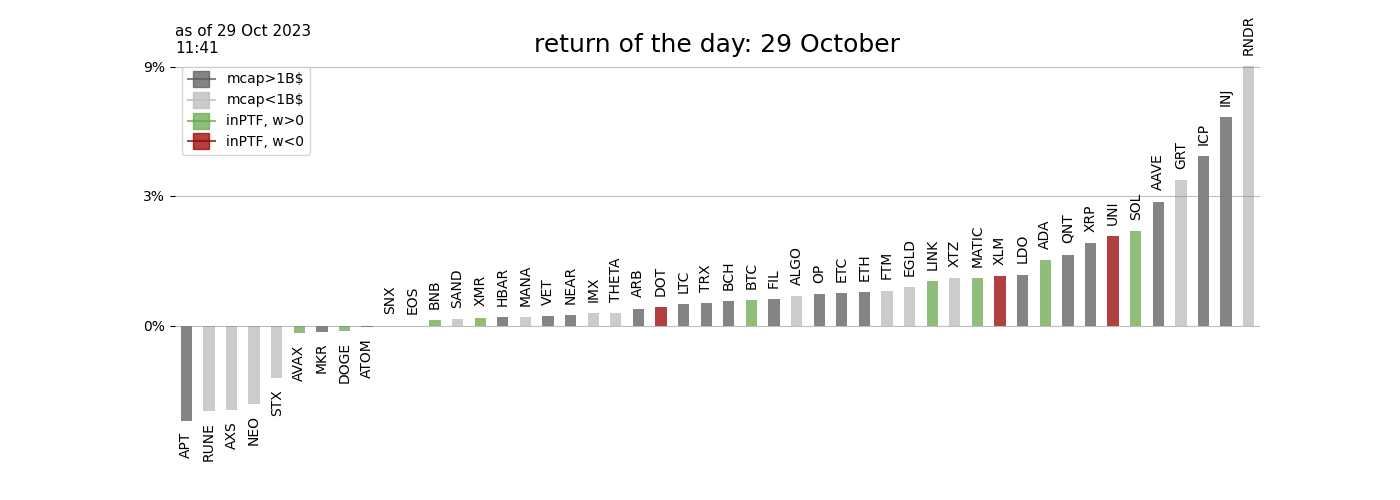 as of 29 Oct 2023
11:41
return of the day: 29 October
mcap>1B$
mcap<1B$
inPTF, w>0
inPTF, w<0
9%
3%
0%
APT
RUNE
AXS
NEO
STX
AVAX
MKR
DOGE
ATOM
SNX
EOS
BNB
SAND
XMR
HBAR
MANA
VET
NEAR
IMX
THETA
ARB
DOT
LTC
TRX
BCH
BTC
FIL
ALGO
OP
ETC
ETH
FTM
EGLD
LINK
XTZ
MATIC
XLM
LDO
ADA
QNT
XRP
UNI
SOL
AAVE
GRT
ICP
INJ
RNDR